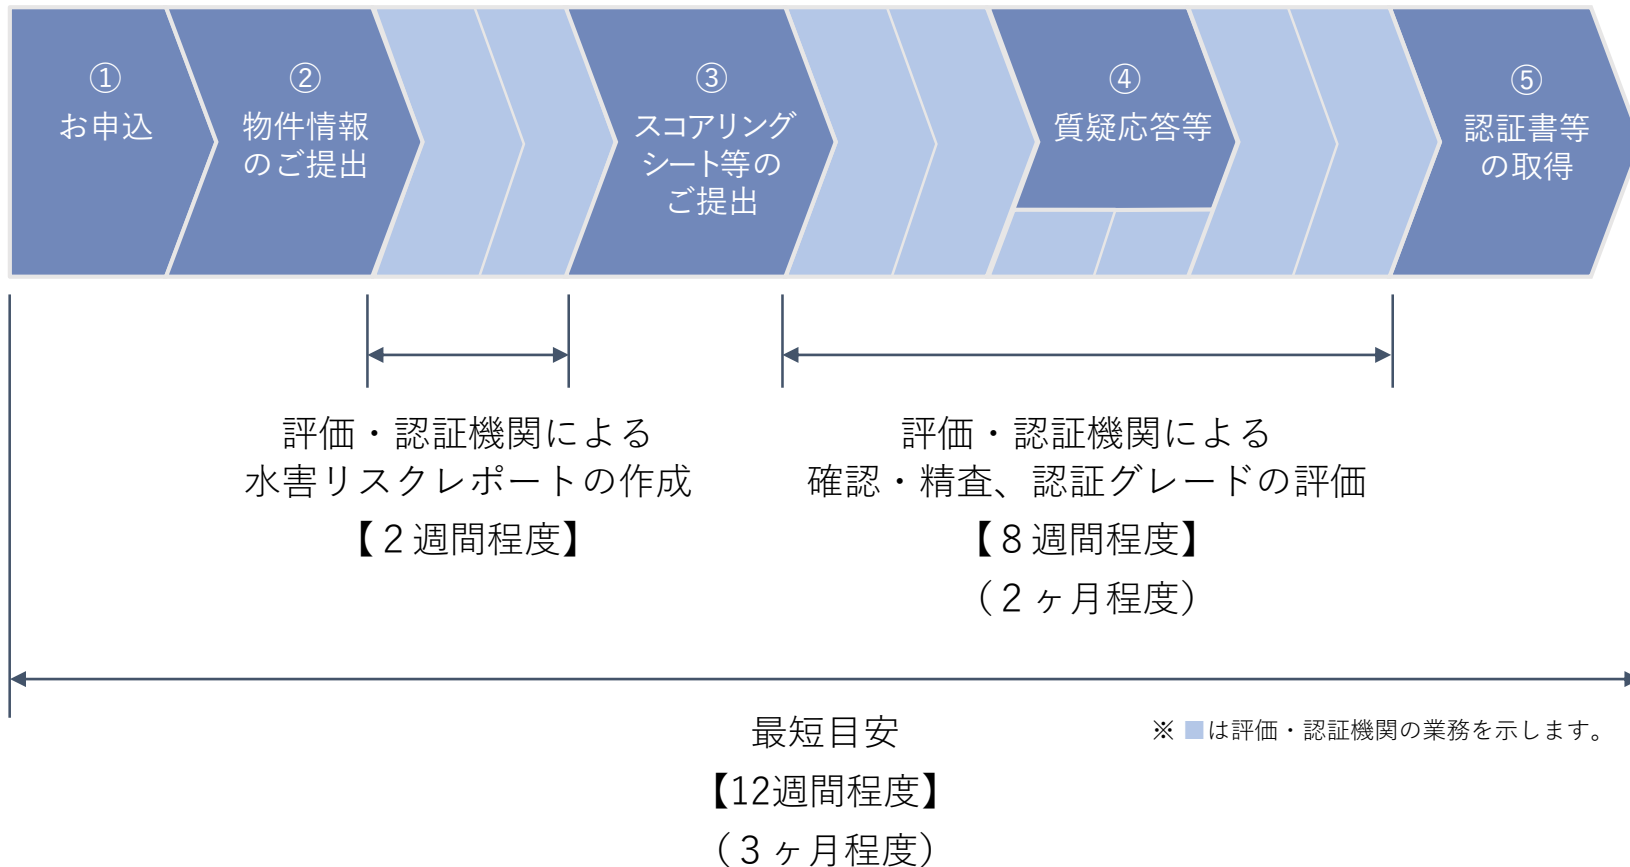 ①
お申込
②
物件情報
のご提出
③
スコアリング
シート等の
ご提出
④
質疑応答等
⑤
認証書等
の取得
評価・認証機関による
水害リスクレポートの作成
【２週間程度】
評価・認証機関による
確認・精査、認証グレードの評価
【８週間程度】
（２ヶ月程度）
最短目安
【12週間程度】
（３ヶ月程度）
※ ■は評価・認証機関の業務を示します。